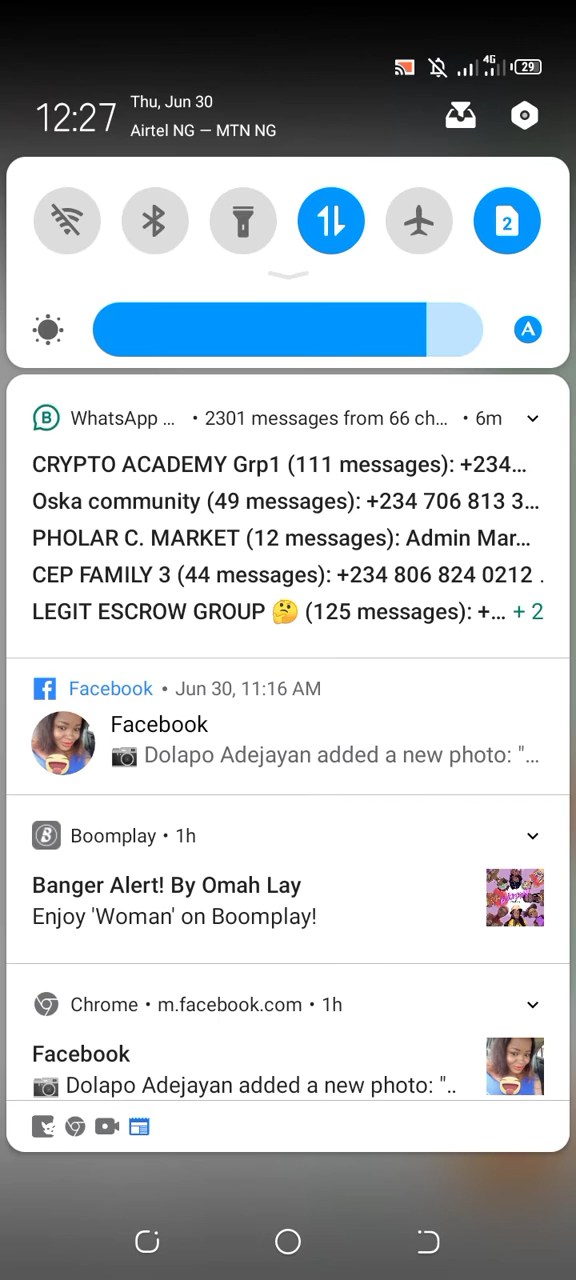 4G
29
12:27
Thu, Jun 30
Airtel NG — MTN NG
2
A
WhatsApp ... • 2301 messages from 66 ch... • 6m
CRYPTO ACADEMY Grp1 (111 messages): +234...
Oska community (49 messages): +234 706 813 3...
PHOLAR C. MARKET (12 messages): Admin Mar...
CEP FAMILY 3 (44 messages): +234 806 824 0212 .
LEGIT ESCROW GROUP 🤔 (125 messages): +... + 2
Facebook • Jun 30, 11:16 AM
Facebook
📷 Dolapo Adejayan added a new photo: "...
Boomplay • 1h
Banger Alert! By Omah Lay
Enjoy 'Woman' on Boomplay!
Chrome • m.facebook.com • 1h
Facebook
📷 Dolapo Adejayan added a new photo: "..